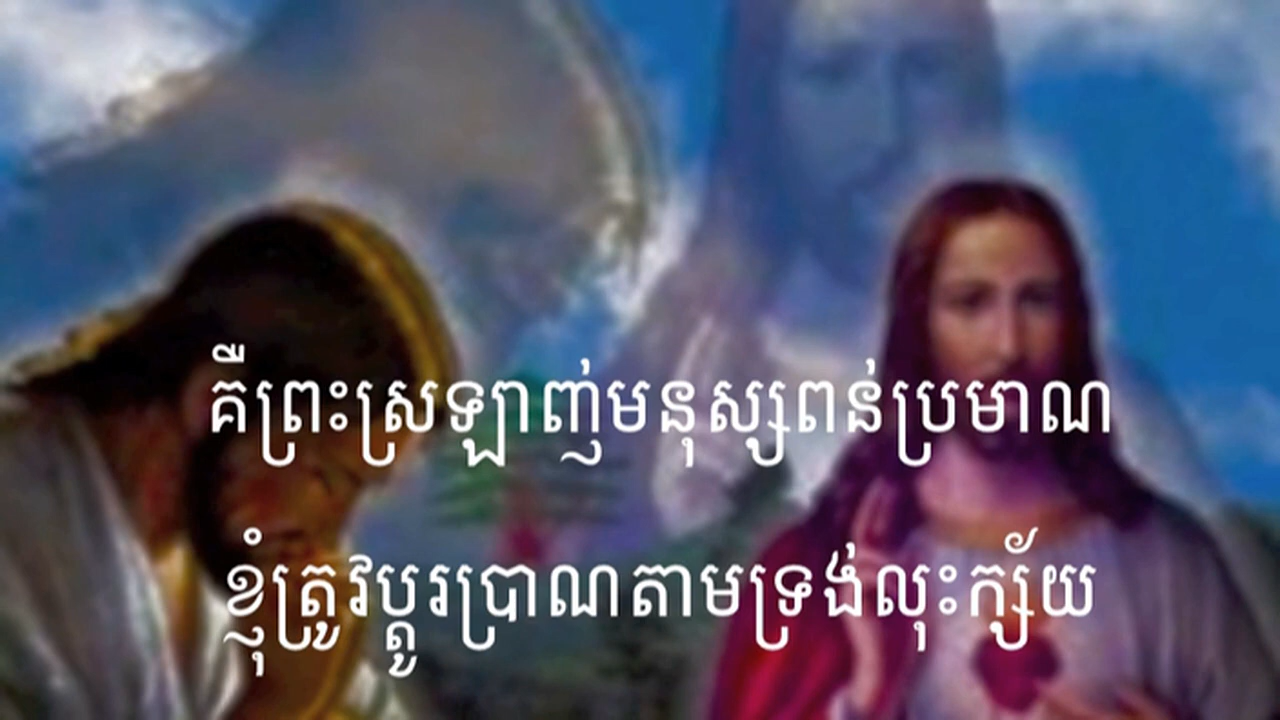 គឺព្រះស្រឡាញ់មនុស្សពន់ប្រមាណ
ខ្ញុំត្រូវប្ដូរប្រាណតាមទ្រង់លុះក្ស័យ